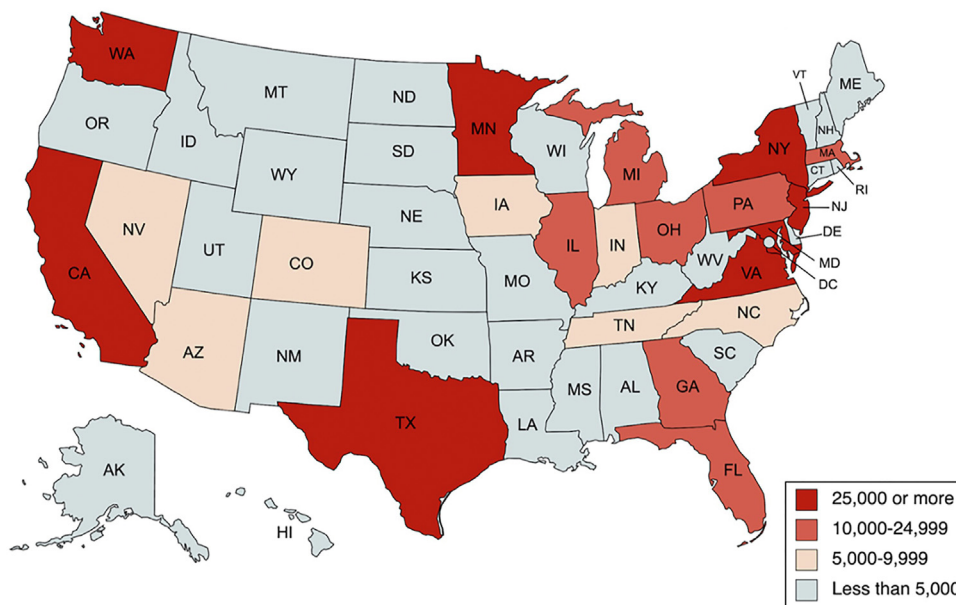 WA
MT
ND
MN
VT
ME
OR
ID
SD
WI
NH
NY
MA
WY
MI
CT
RI
NV
NE
IA
PA
NJ
UT
CO
IL
IN
OH
DE
CA
KS
MO
WV
VA
MD
KY
DC
AZ
NM
OK
AR
TN
NC
SC
TX
LA
MS
AL
GA
FL
AK
HI
25,000 or more
10,000-24,999
5,000-9,999
Less than 5,000